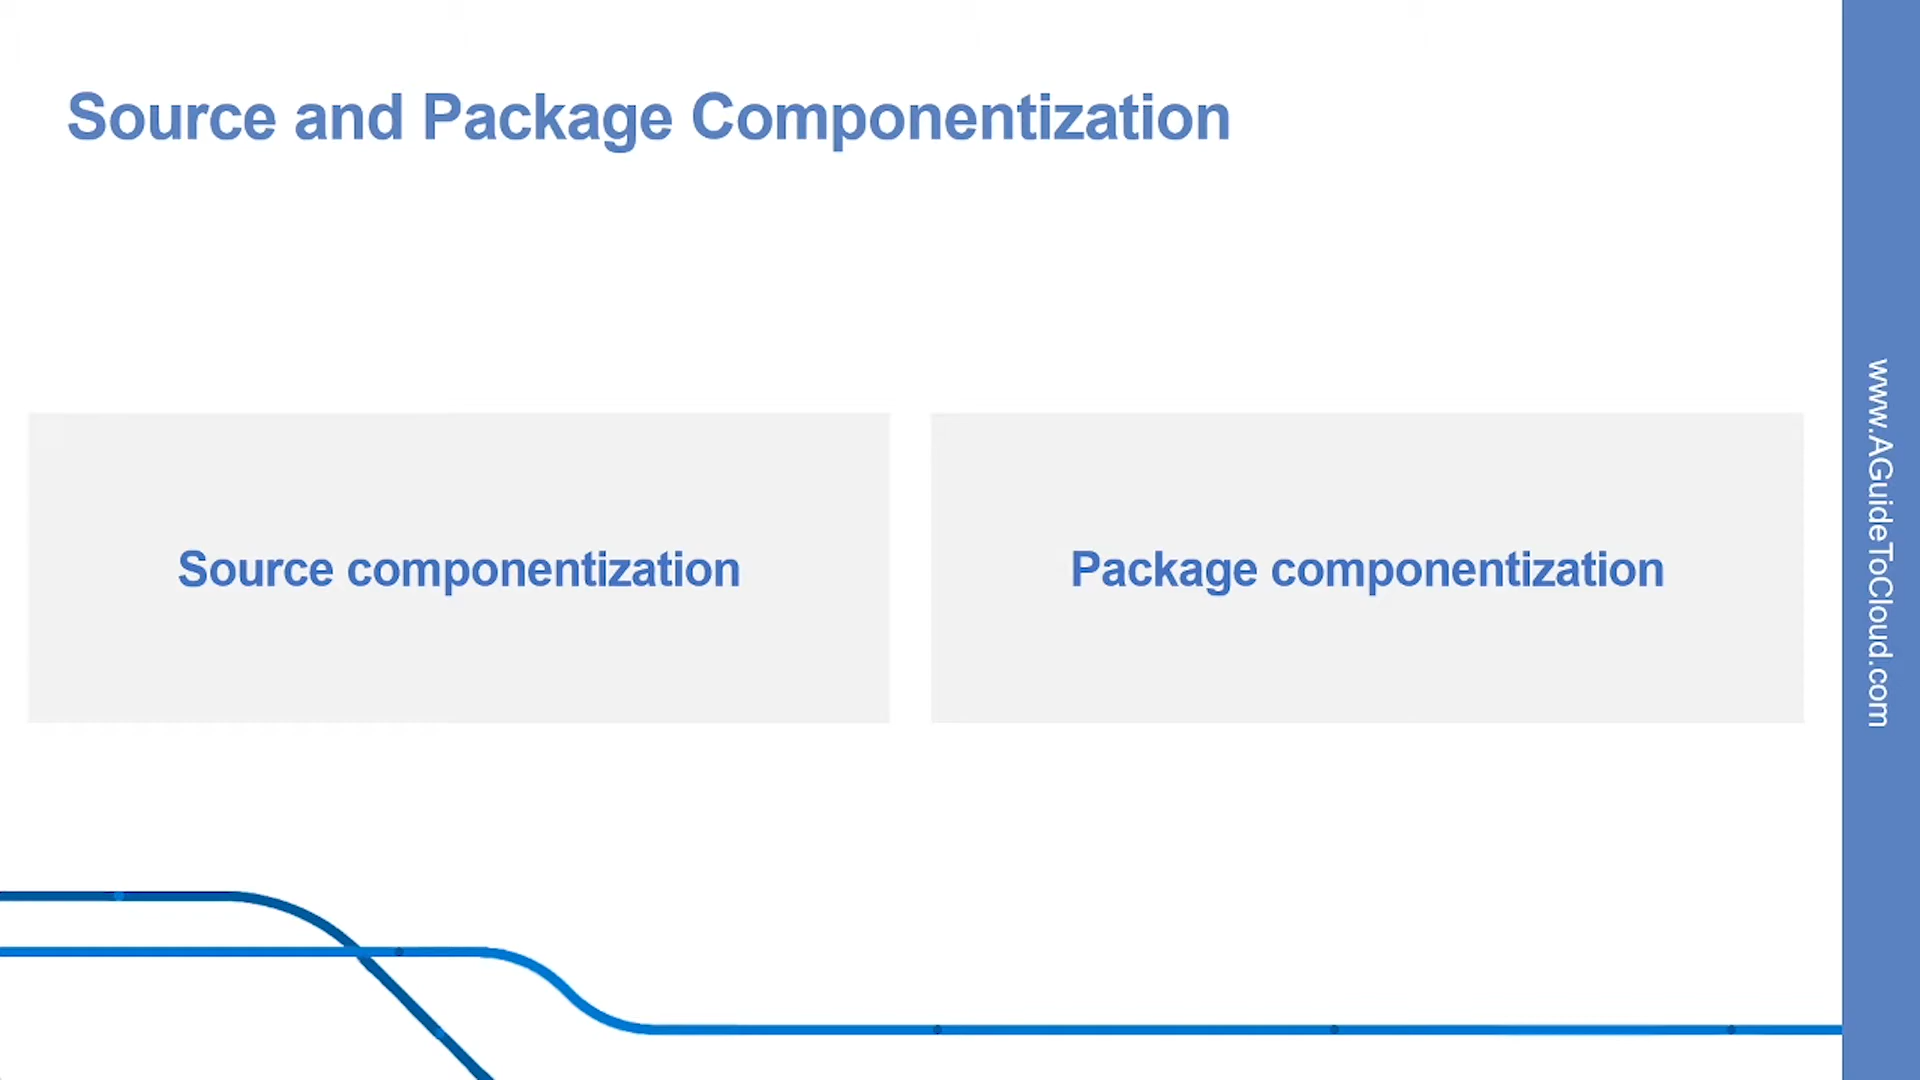 Source and Package Componentization
Source componentization
Package componentization
www.AGuideToCloud.com